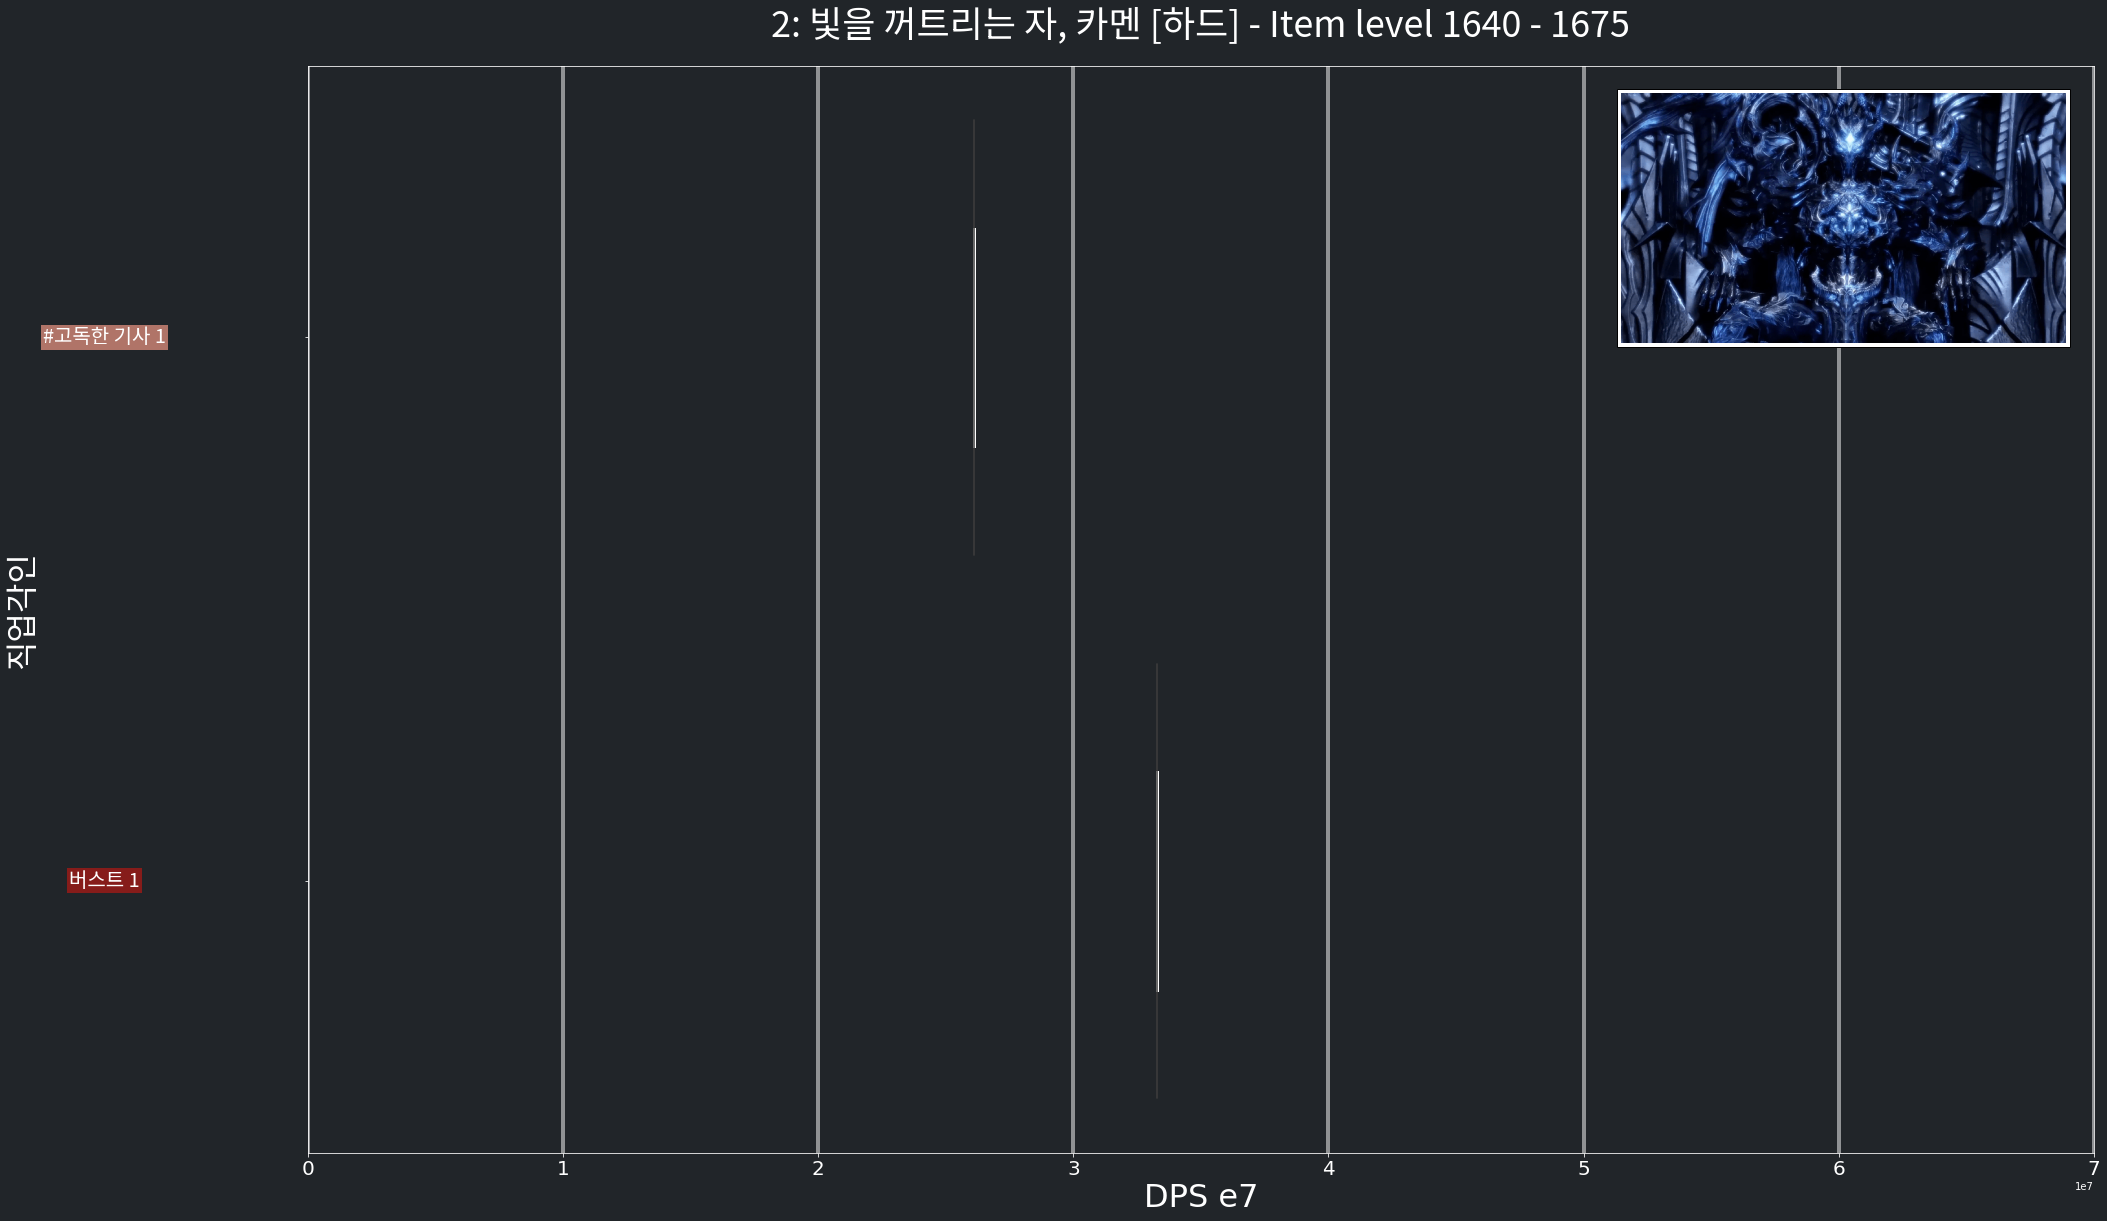 2: 빛을 꺼트리는 자, 카멘 [하드] - Item level 1640 - 1675
직업각인
#고독한 기사 1
버스트 1
0 1 2 3 4 5 6 7
1e7
DPS e7